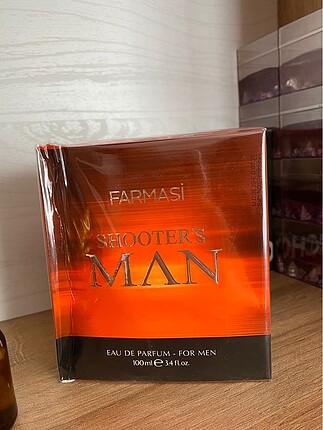 FARMASİ
SHOOTER'S
MAN
EAU DE PARFUM - FOR MEN
100 ml ℮ 3.4 fl.oz.